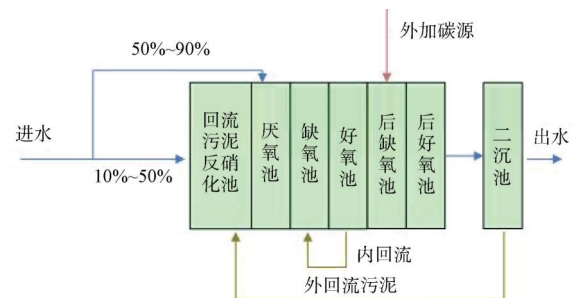 50%~90%
外加碳源
进水
10%~50%
回流
污泥
反硝
化池
厌氧池
缺氧池
好氧池
后缺氧池
后好氧池
二沉池
出水
内回流
外回流污泥